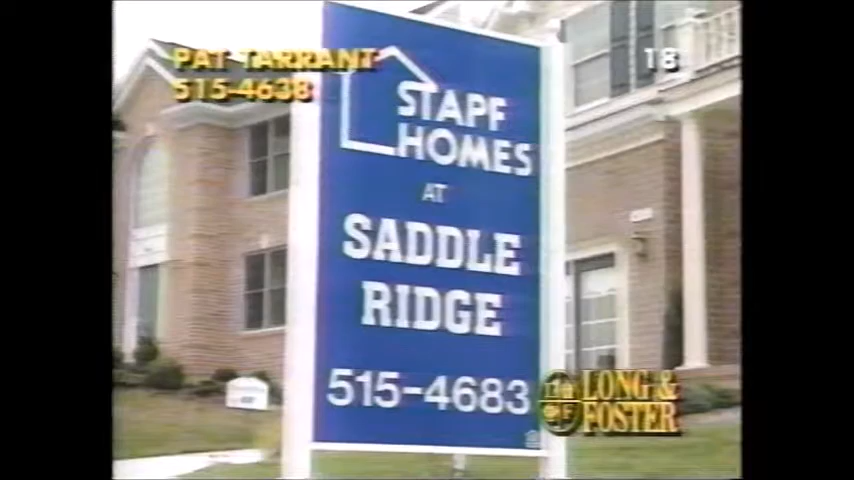 PAT TARRANT
515-4638
18
STAPF
HOMES
AT
SADDLE
RIDGE
515-4683
LONG &
FOSTER